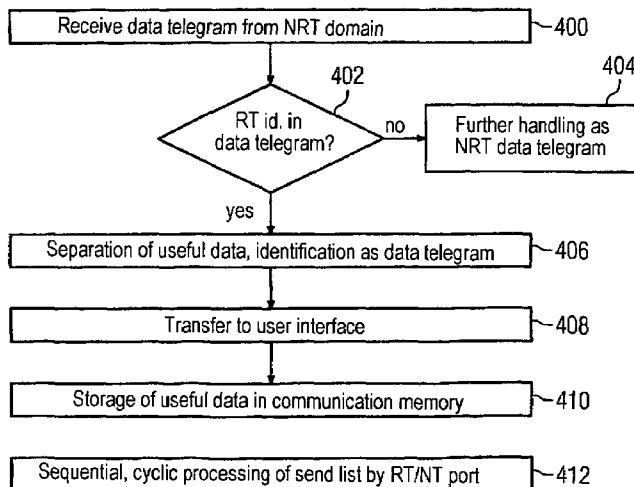 Receive data telegram from NRT domain
400
402
RT id. in
data telegram?
no
404
Further handling as
NRT data telegram
yes
Separation of useful data, identification as data telegram
406
Transfer to user interface
408
Storage of useful data in communication memory
410
Sequential, cyclic processing of send list by RT/NT port
412